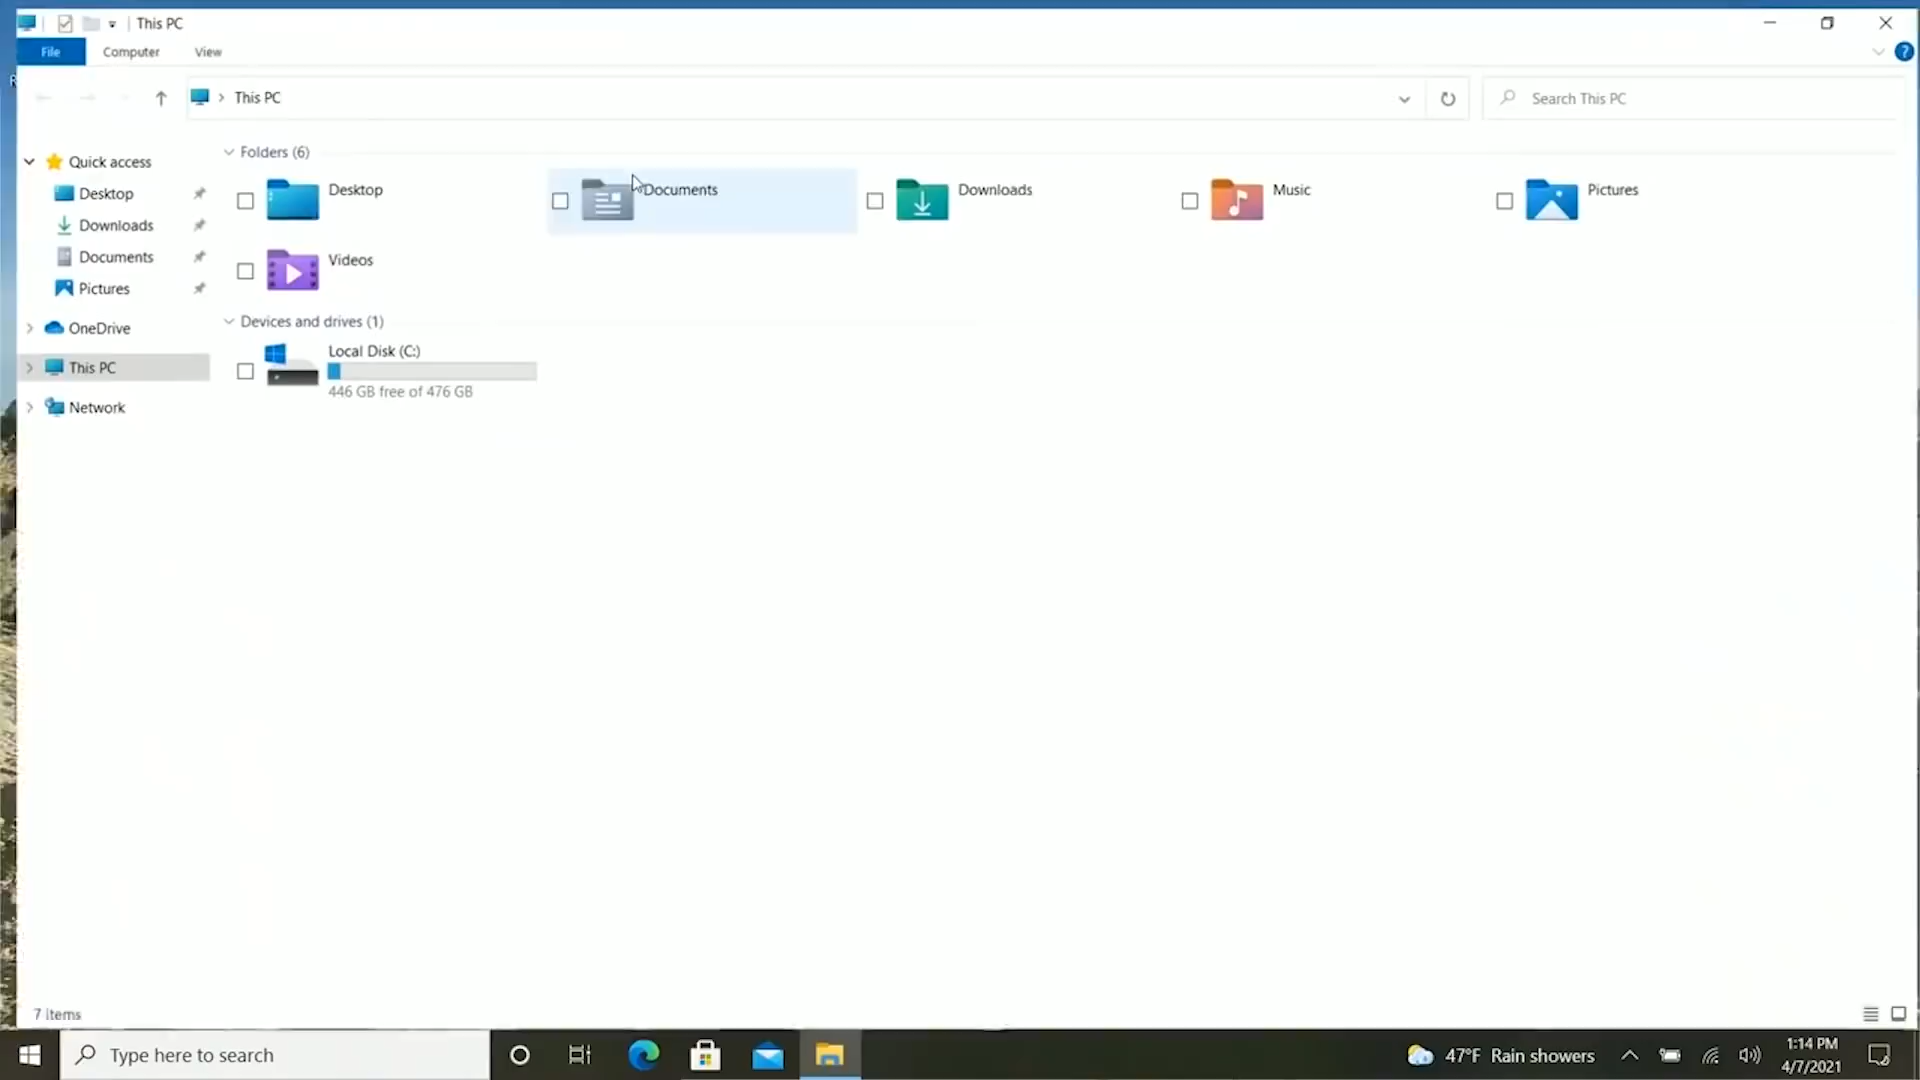 This PC
File Computer View
R
This PC
Search This PC
Quick access
Desktop
Downloads
Documents
Pictures
OneDrive
This PC
Network
Folders (6)
Desktop
Documents
Downloads
Music
Pictures
Videos
Devices and drives (1)
Local Disk (C:)
446 GB free of 476 GB
7 items
Type here to search
47°F Rain showers
1:14 PM
4/7/2021